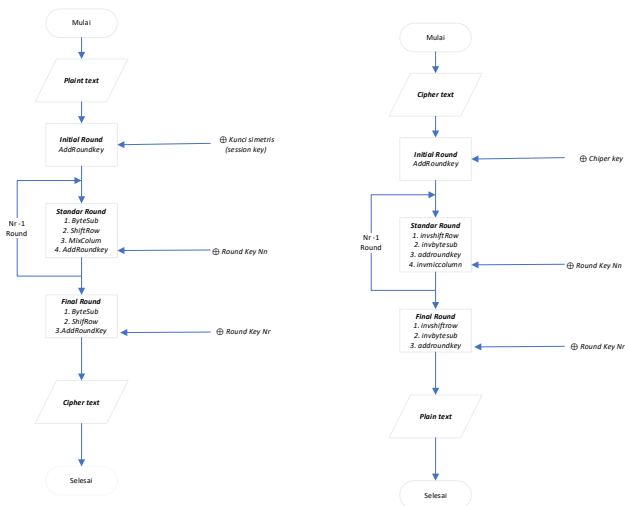 Mulai
Plaint text
Initial Round
AddRoundkey
⊕ Kunci simetris
(session key)
Nr -1
Round
Standar Round
1. ByteSub
2. ShiftRow
3. MixColum
4. AddRoundkey
⊕ Round Key Nn
Final Round
1. ByteSub
2. ShifRow
3.AddRoundKey
⊕ Round Key Nr
Cipher text
Selesai
Mulai
Cipher text
Initial Round
AddRoundKey
⊕ Chiper key
Nr -1
Round
Standar Round
1. invshiftRow
2. invbytesub
3. addroundkey
4. invmiccolumn
⊕ Round Key Nn
Final Round
1. invshiftrow
2. invbytesub
3. addroundkey
⊕ Round Key Nr
Plain text
Selesai